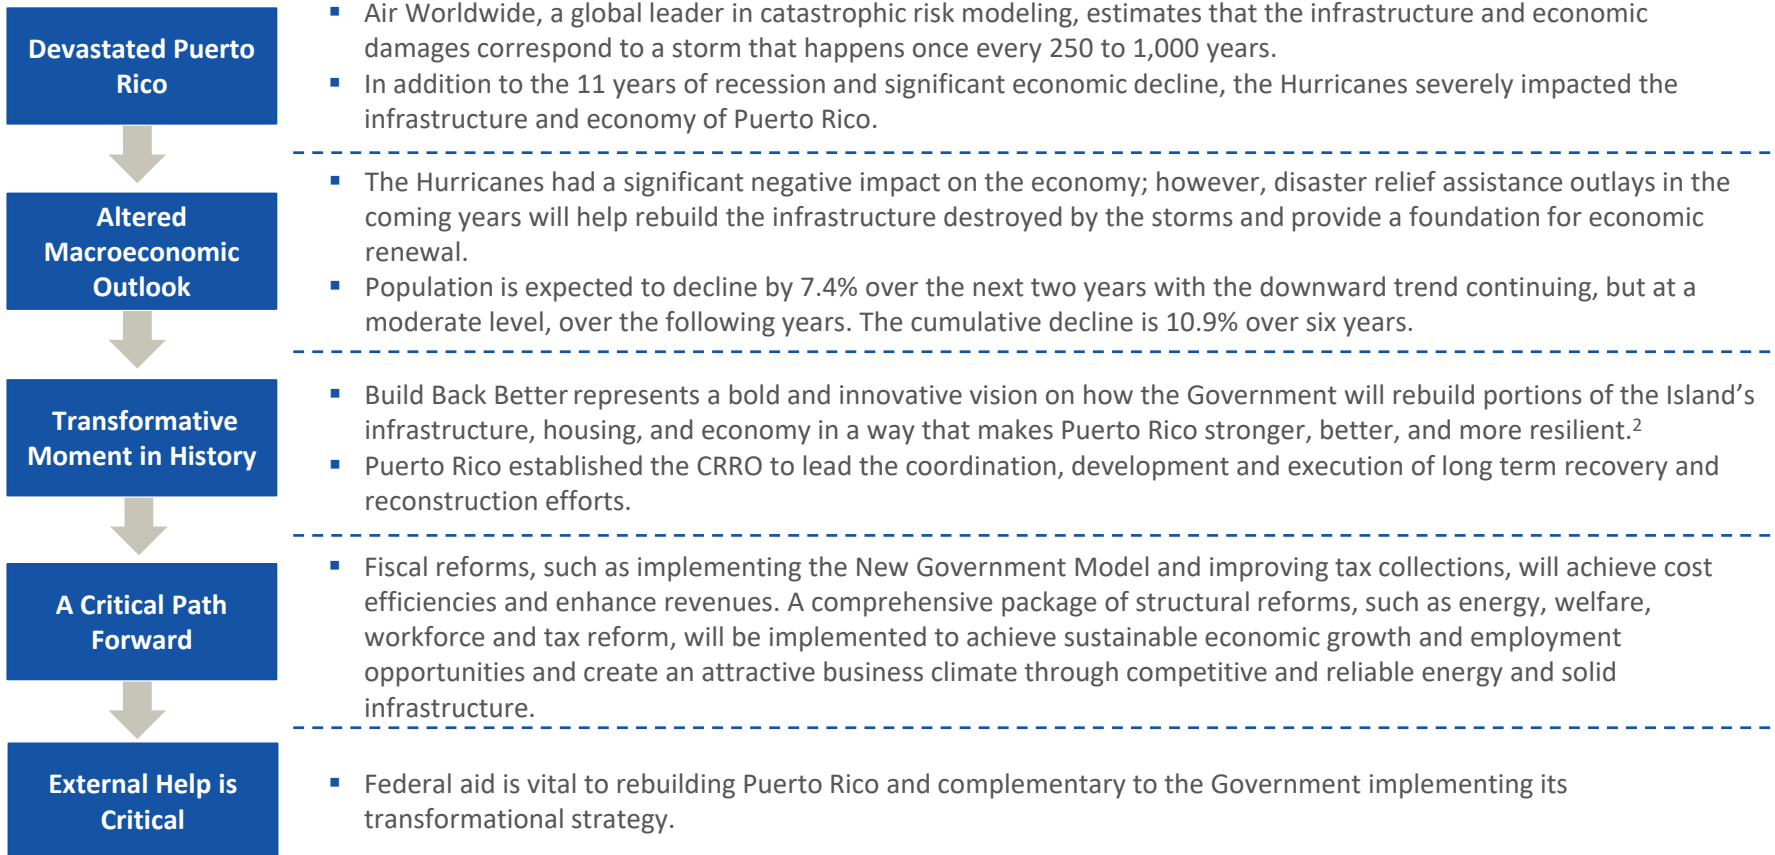 Devastated Puerto
Rico
▪ Air Worldwide, a global leader in catastrophic risk modeling, estimates that the infrastructure and economic
damages correspond to a storm that happens once every 250 to 1,000 years.
▪ In addition to the 11 years of recession and significant economic decline, the Hurricanes severely impacted the
infrastructure and economy of Puerto Rico.
Altered
Macroeconomic
Outlook
▪ The Hurricanes had a significant negative impact on the economy; however, disaster relief assistance outlays in the
coming years will help rebuild the infrastructure destroyed by the storms and provide a foundation for economic
renewal.
▪ Population is expected to decline by 7.4% over the next two years with the downward trend continuing, but at a
moderate level, over the following years. The cumulative decline is 10.9% over six years.
Transformative
Moment in History
▪ Build Back Better represents a bold and innovative vision on how the Government will rebuild portions of the Island’s
infrastructure, housing, and economy in a way that makes Puerto Rico stronger, better, and more resilient.²
▪ Puerto Rico established the CRRO to lead the coordination, development and execution of long term recovery and
reconstruction efforts.
A Critical Path
Forward
▪ Fiscal reforms, such as implementing the New Government Model and improving tax collections, will achieve cost
efficiencies and enhance revenues. A comprehensive package of structural reforms, such as energy, welfare,
workforce and tax reform, will be implemented to achieve sustainable economic growth and employment
opportunities and create an attractive business climate through competitive and reliable energy and solid
infrastructure.
External Help is
Critical
▪ Federal aid is vital to rebuilding Puerto Rico and complementary to the Government implementing its
transformational strategy.